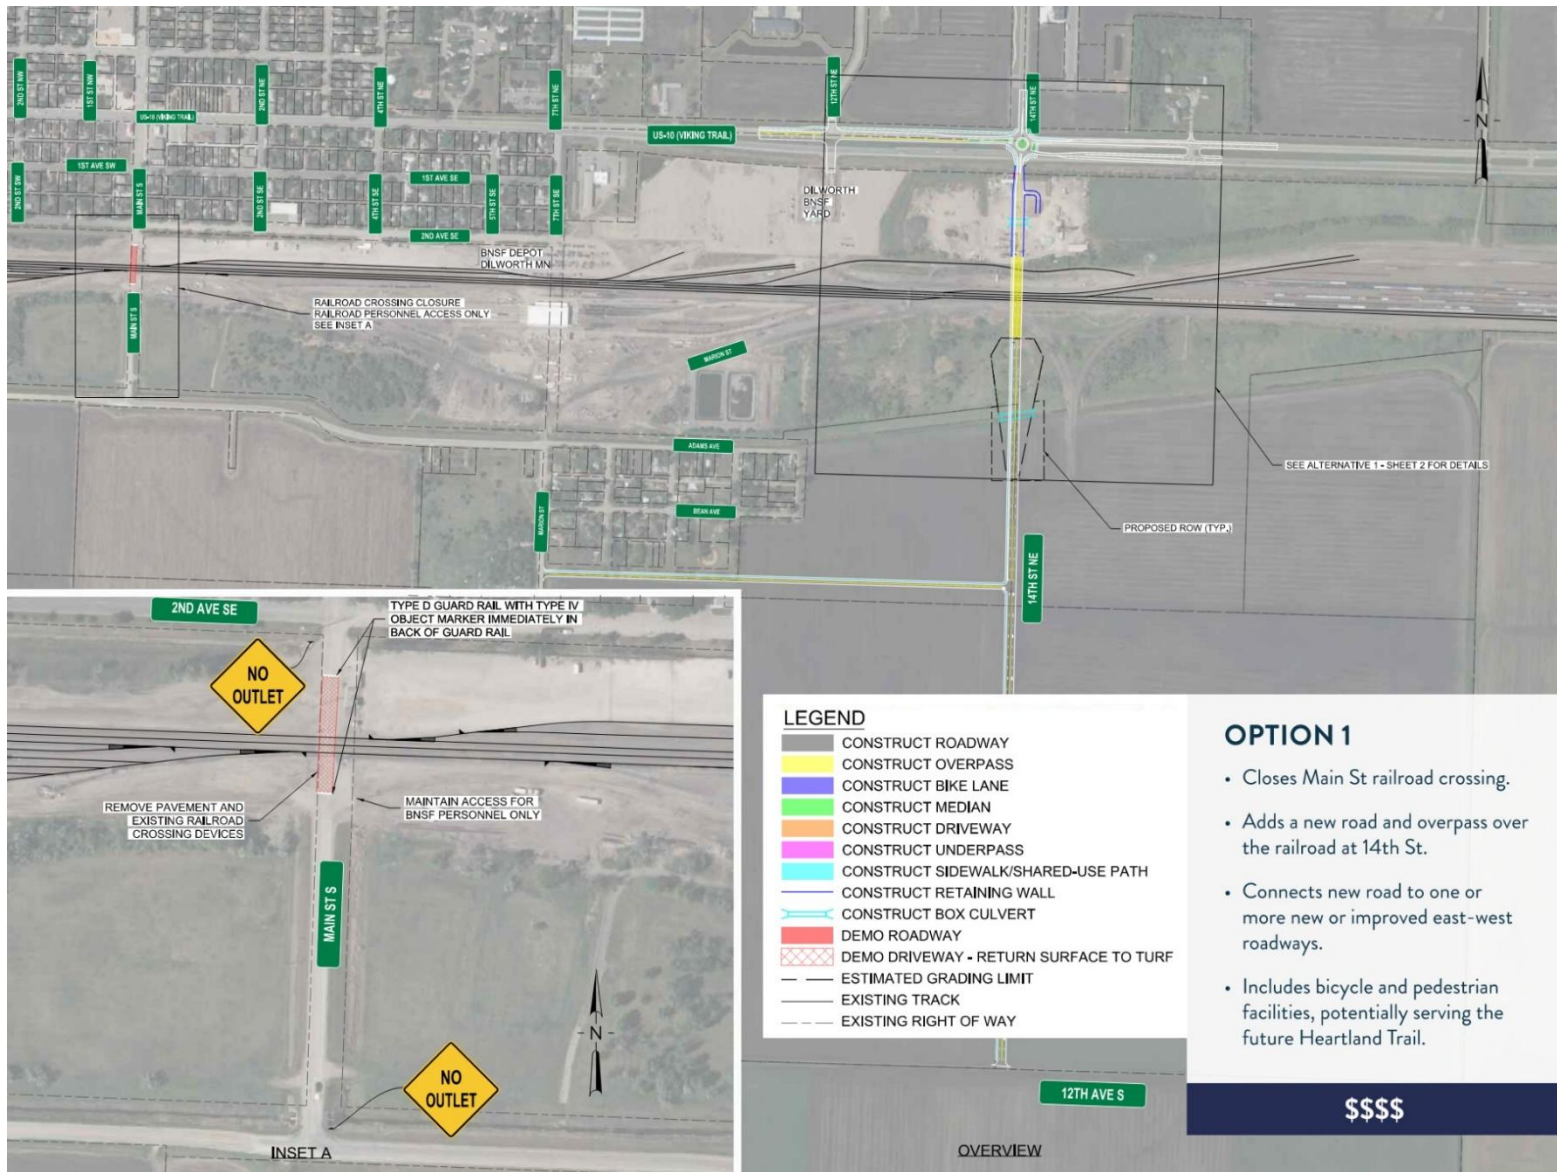 2ND ST NW
1ST ST NW
2ND ST NE
4TH ST NE
7TH ST NE
12TH ST NE
14TH ST NE
US-10 (VIKING TRAIL)
US-10 (VIKING TRAIL)
N
2ND ST SW
1ST AVE SW
MAIN ST S
2ND ST SE
4TH ST SE
1ST AVE SE
5TH ST SE
7TH ST SE
2ND AVE SE
DILWORTH
BNSF
YARD
BNSF DEPOT
DILWORTH MN
RAILROAD CROSSING CLOSURE
RAILROAD PERSONNEL ACCESS ONLY
SEE INSET A
MAIN ST S
MARION ST
ADAMS AVE
SEE ALTERNATIVE 1 - SHEET 2 FOR DETAILS
BEAN AVE
MARION ST
PROPOSED ROW (TYP.)
14TH ST NE
2ND AVE SE
TYPE D GUARD RAIL WITH TYPE IV
OBJECT MARKER IMMEDIATELY IN
BACK OF GUARD RAIL
NO
OUTLET
REMOVE PAVEMENT AND
EXISTING RAILROAD
CROSSING DEVICES
MAINTAIN ACCESS FOR
BNSF PERSONNEL ONLY
MAIN ST S
N
NO
OUTLET
INSET A
LEGEND
CONSTRUCT ROADWAY
CONSTRUCT OVERPASS
CONSTRUCT BIKE LANE
CONSTRUCT MEDIAN
CONSTRUCT DRIVEWAY
CONSTRUCT UNDERPASS
CONSTRUCT SIDEWALK/SHARED-USE PATH
CONSTRUCT RETAINING WALL
CONSTRUCT BOX CULVERT
DEMO ROADWAY
DEMO DRIVEWAY - RETURN SURFACE TO TURF
ESTIMATED GRADING LIMIT
EXISTING TRACK
EXISTING RIGHT OF WAY
OPTION 1
• Closes Main St railroad crossing.
• Adds a new road and overpass over
the railroad at 14th St.
• Connects new road to one or
more new or improved east-west
roadways.
• Includes bicycle and pedestrian
facilities, potentially serving the
future Heartland Trail.
$$$$
12TH AVE S
OVERVIEW